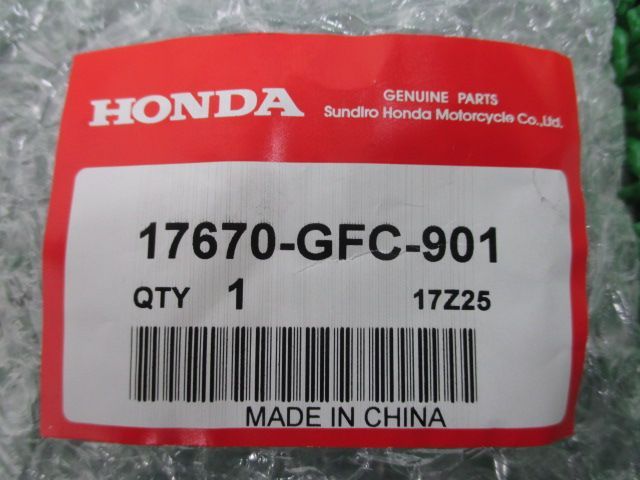 HONDA
GENUINE PARTS
Sundiro Honda Motorcycle Co.,Ltd.
17670-GFC-901
QTY 1 17Z25
MADE IN CHINA